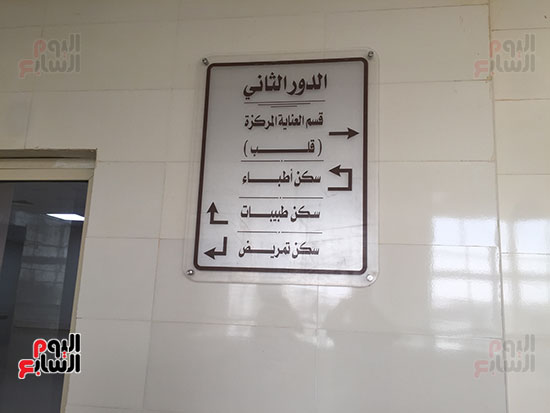 الدور الثاني
قسم العناية المركزة
( قلب )
سكن أطباء
سكن طبيبات
سكن تمريض
اليوم السابع
اليوم السابع
اليوم السابع
اليوم السابع